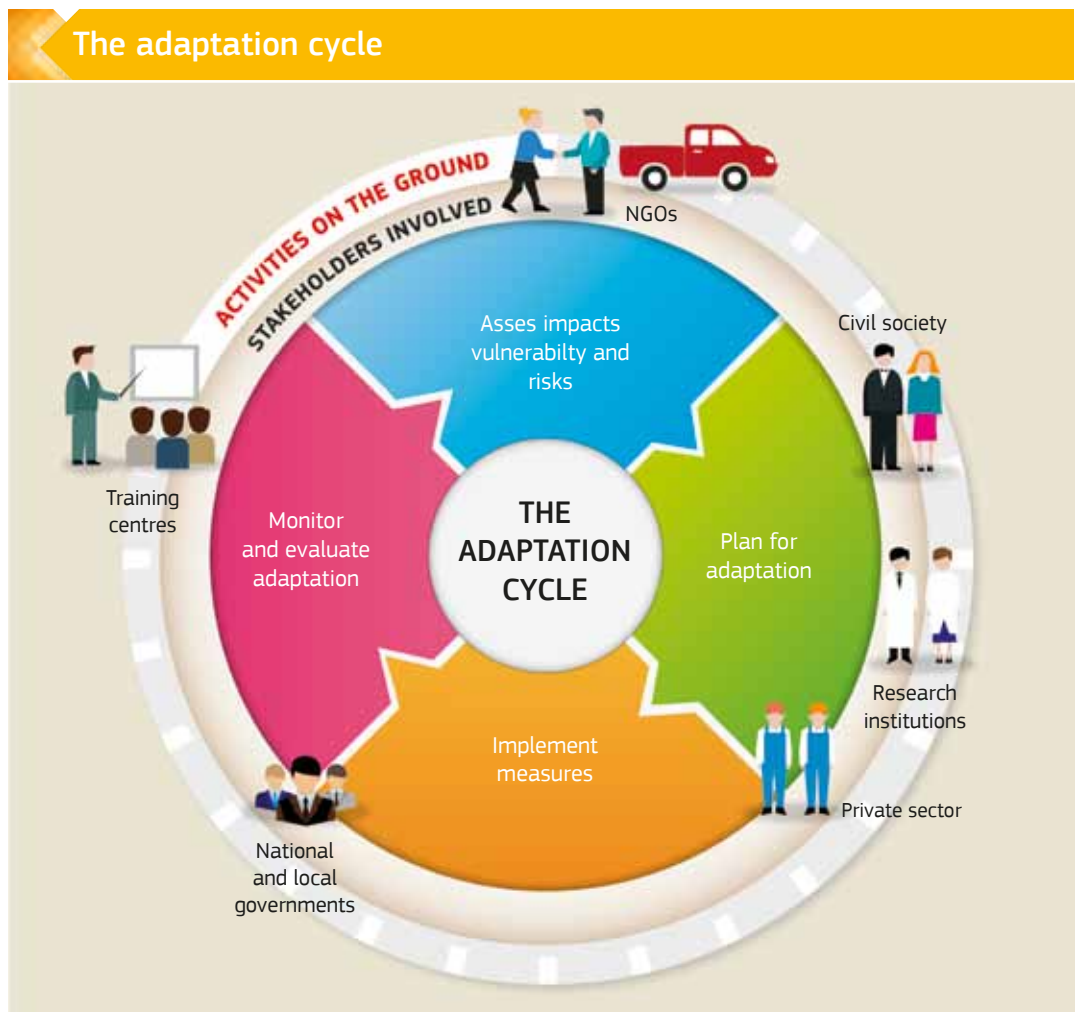 The adaptation cycle
ACTIVITIES ON THE GROUND
STAKEHOLDERS INVOLVED
NGOs
Civil society
Asses impacts
vulnerabilty and
risks
Training
centres
Monitor
and evaluate
adaptation
THE
ADAPTATION
CYCLE
Plan for
adaptation
Research
institutions
Implement
measures
Private sector
National
and local
governments